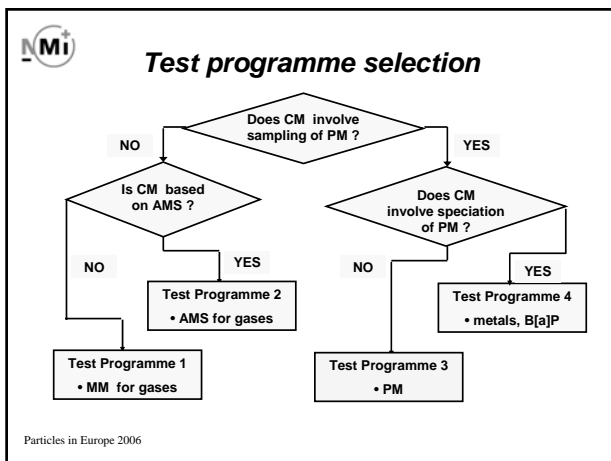 NMi
Test programme selection
Does CM involve
sampling of PM ?
NO
YES
Is CM based
on AMS ?
Does CM
involve speciation
of PM ?
NO
YES
NO
YES
Test Programme 2
• AMS for gases
Test Programme 4
• metals, B[a]P
Test Programme 1
• MM for gases
Test Programme 3
• PM
Particles in Europe 2006